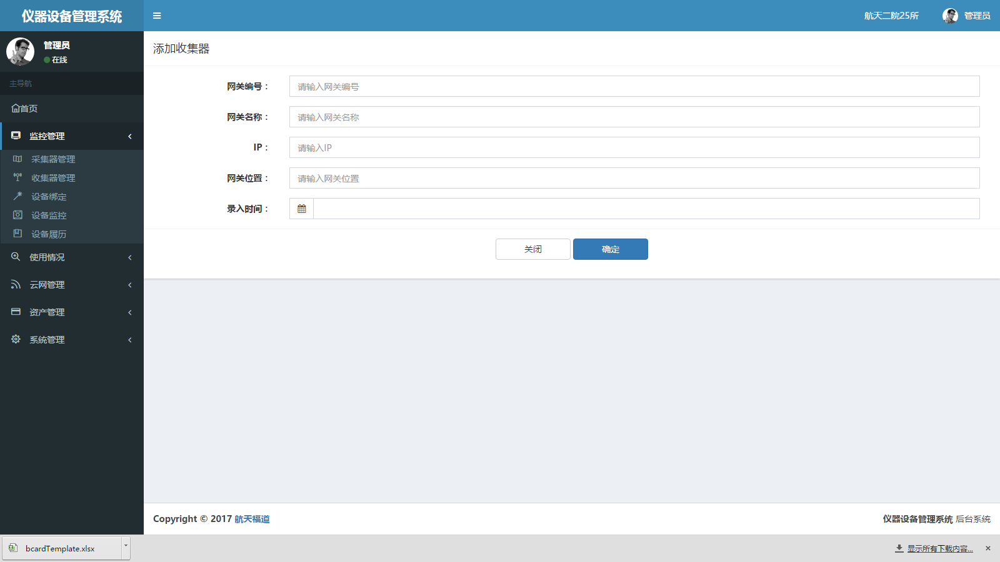 仪器设备管理系统
航天二院25所
管理员
管理员
在线
主导航
首页
监控管理
采集器管理
收集器管理
设备绑定
设备监控
设备履历
使用情况
云网管理
资产管理
系统管理
添加收集器
网关编号：
请输入网关编号
网关名称：
请输入网关名称
IP：
请输入IP
网关位置：
请输入网关位置
录入时间：
关闭
确定
Copyright © 2017 航天福道
仪器设备管理系统 后台系统
bcardTemplate.xlsx
显示所有下载内容...